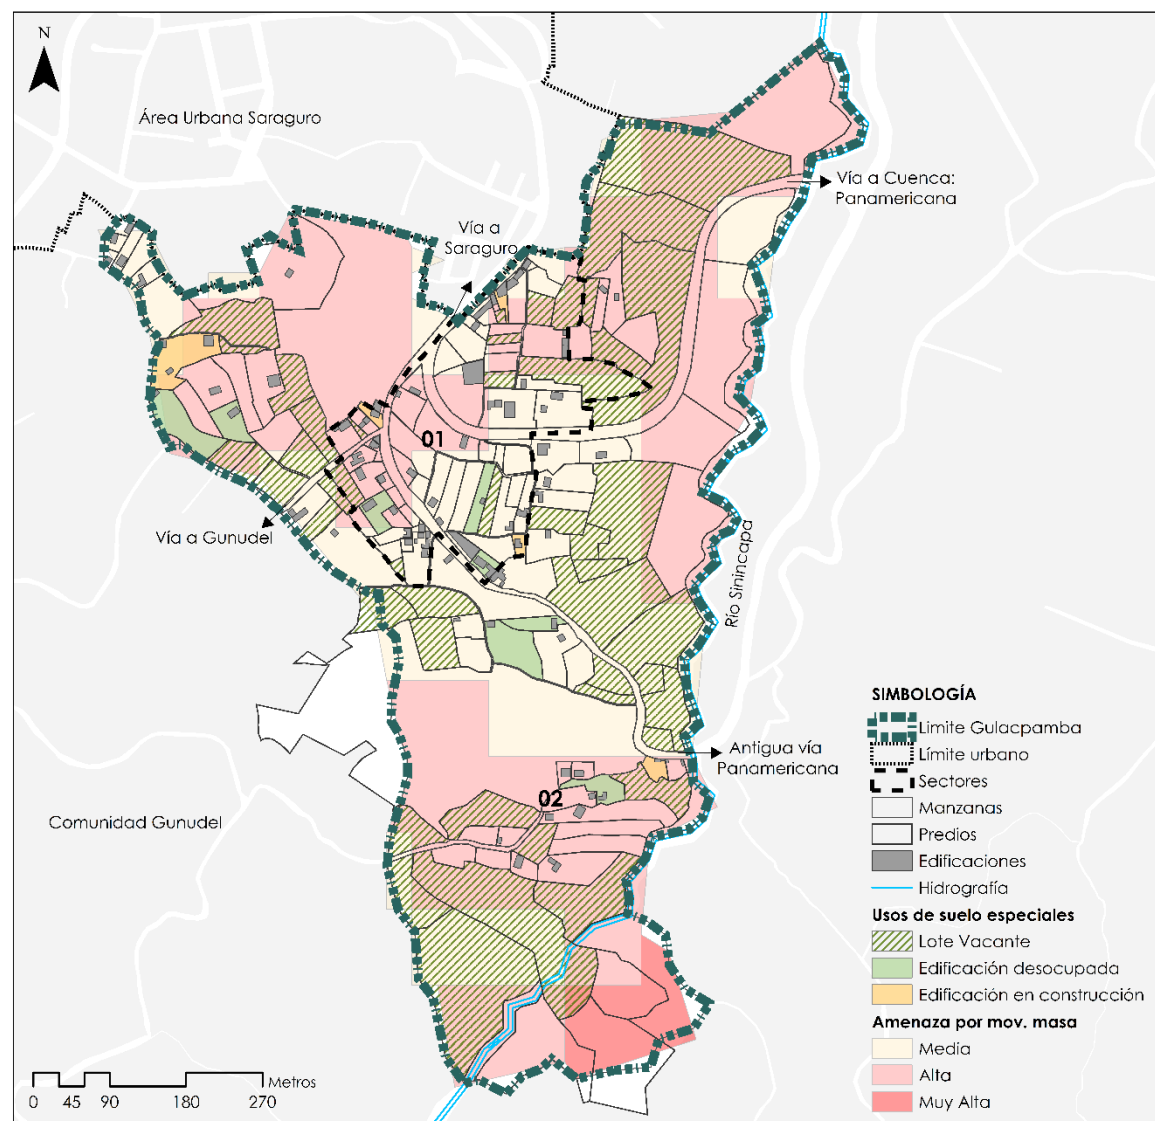 N
Área Urbana Saraguro
Vía a Cuenca:
Panamericana
Vía a
Saraguro
01
Vía a Gunudel
Río Sinincapa
Antigua vía
Panamericana
02
Comunidad Gunudel
SIMBOLOGÍA
Limite Gulacpamba
Límite urbano
Sectores
Manzanas
Predios
Edificaciones
Hidrografía
Usos de suelo especiales
Lote Vacante
Edificación desocupada
Edificación en construcción
Amenaza por mov. masa
Media
Alta
Muy Alta
Metros
0 45 90 180 270